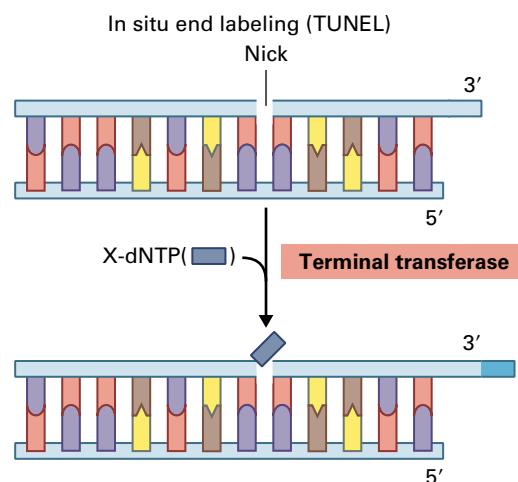 In situ end labeling (TUNEL)
Nick
3′
5′
X-dNTP( )
Terminal transferase
3′
5′